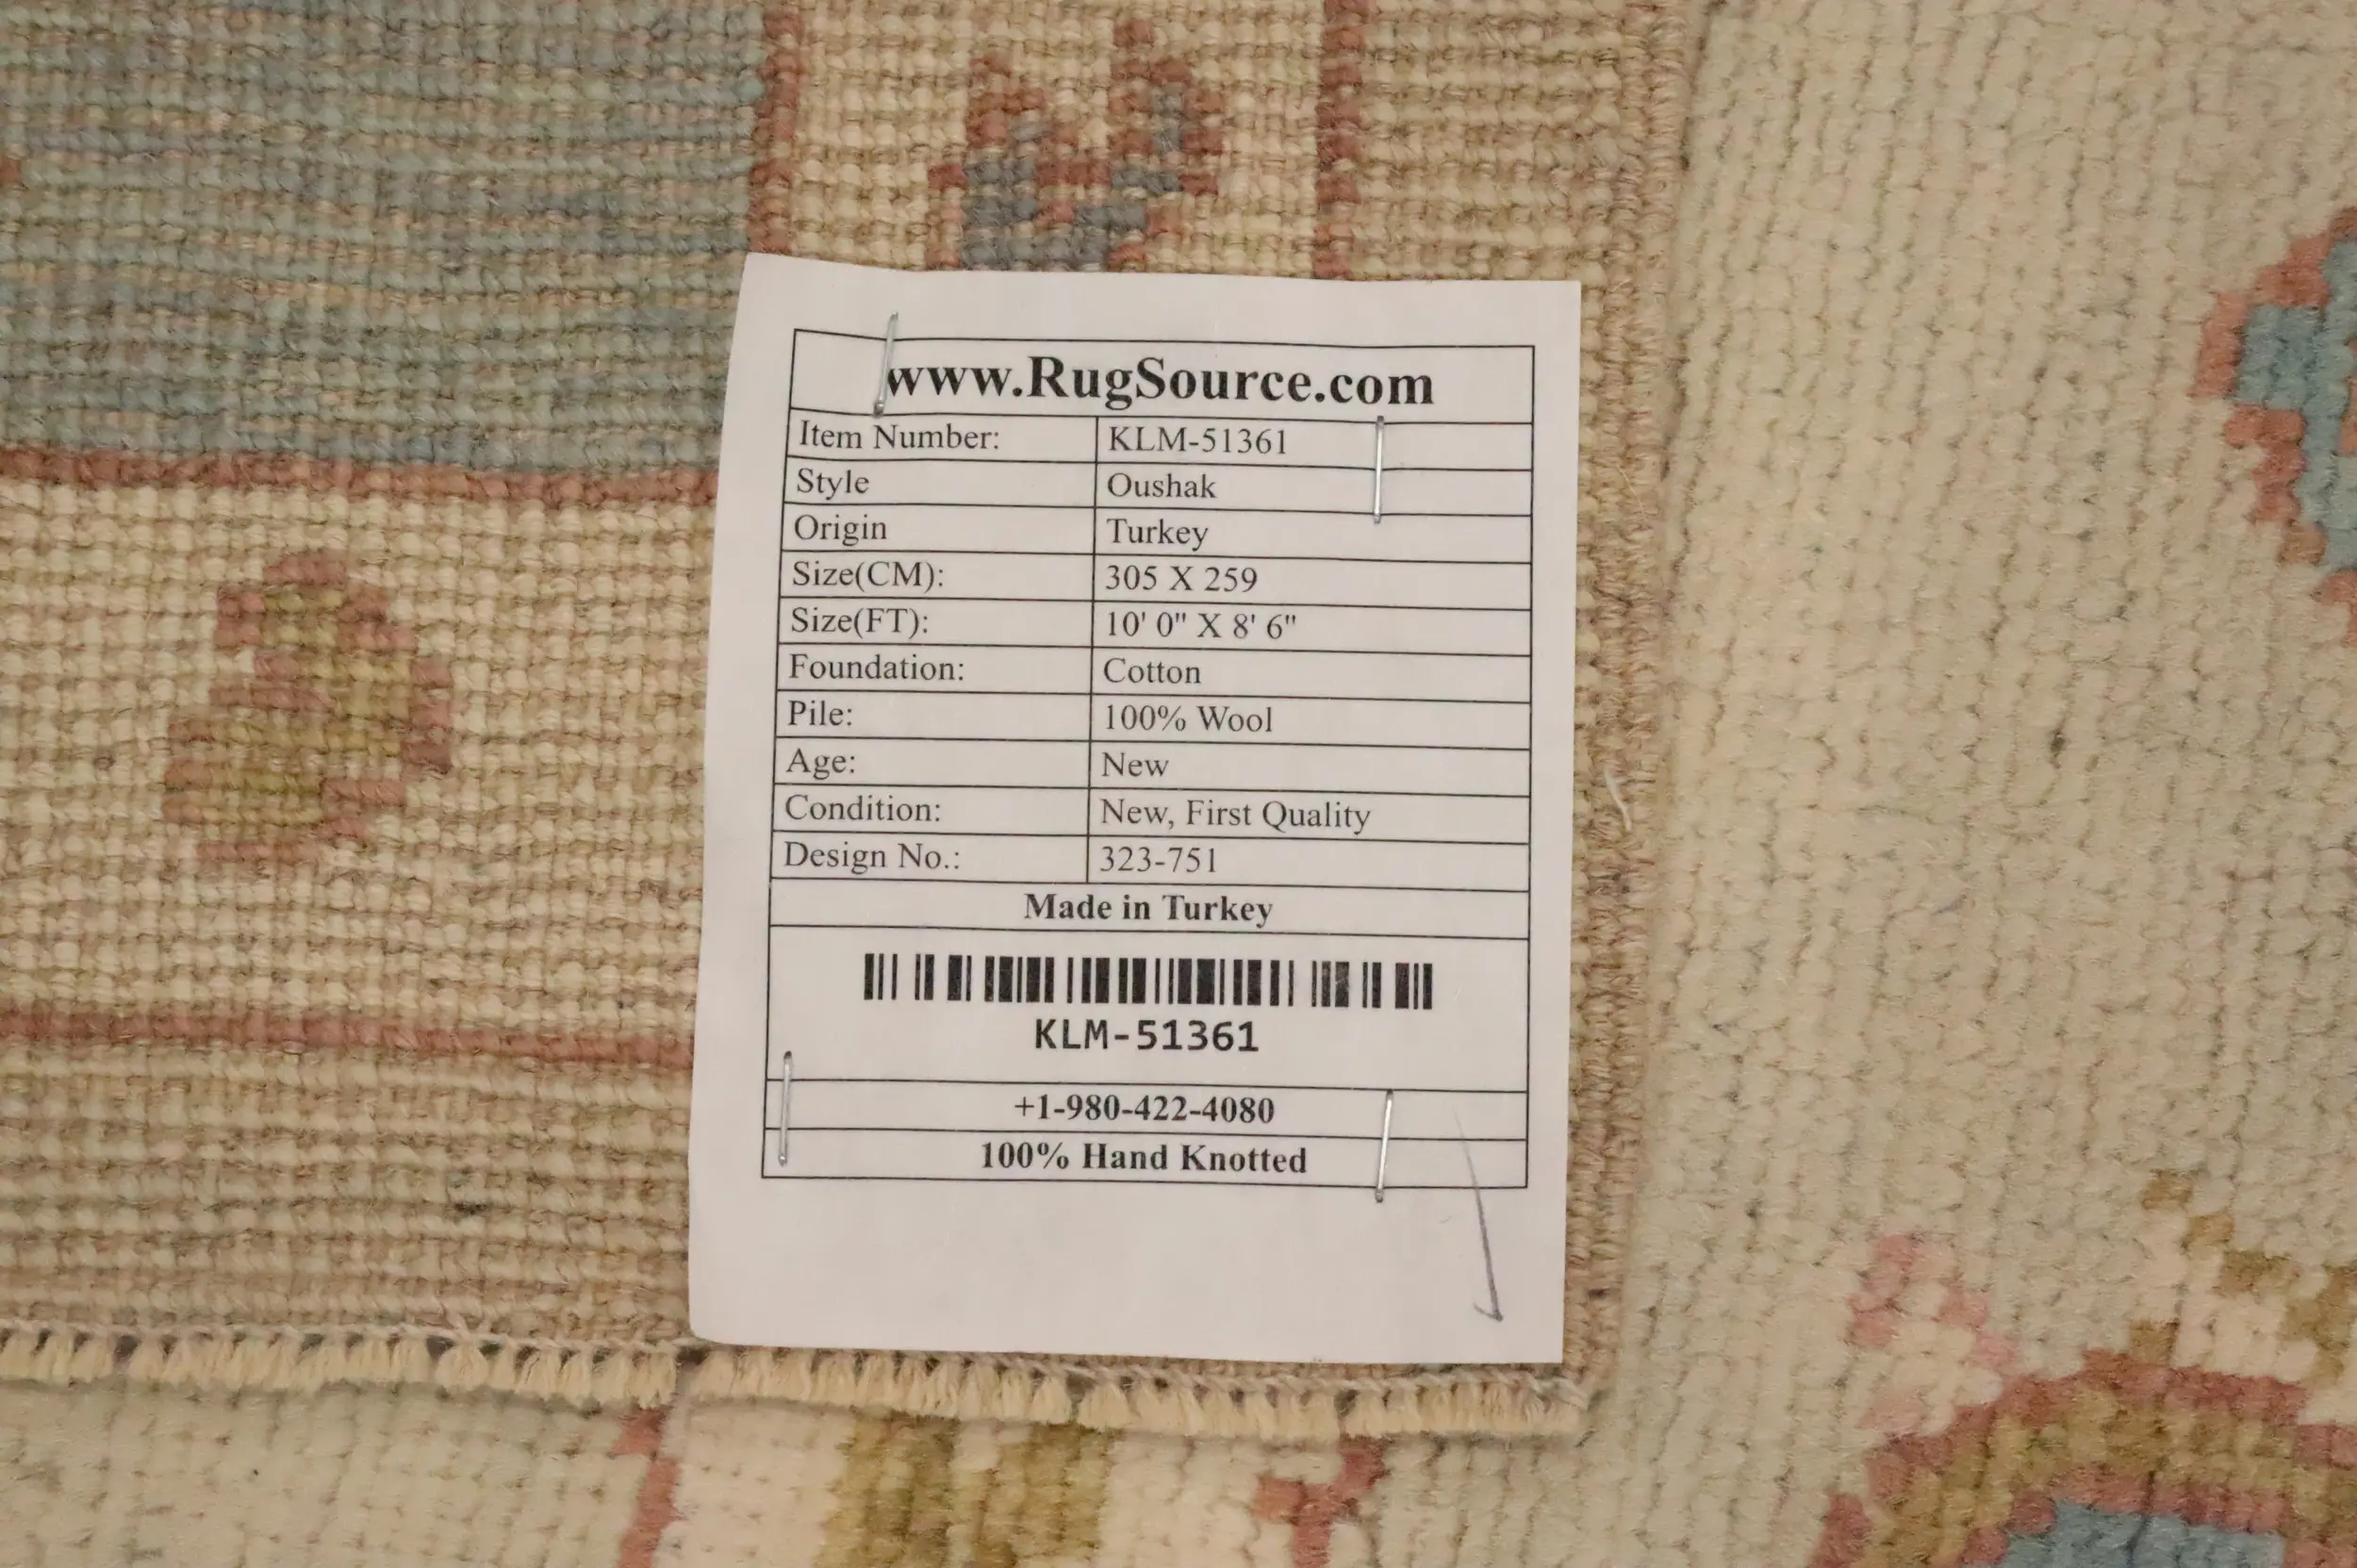 www.RugSource.com
Item Number: KLM-51361
Style Oushak
Origin Turkey
Size(CM): 305 X 259
Size(FT): 10' 0" X 8' 6"
Foundation: Cotton
Pile: 100% Wool
Age: New
Condition: New, First Quality
Design No.: 323-751
Made in Turkey
KLM-51361
+1-980-422-4080
100% Hand Knotted